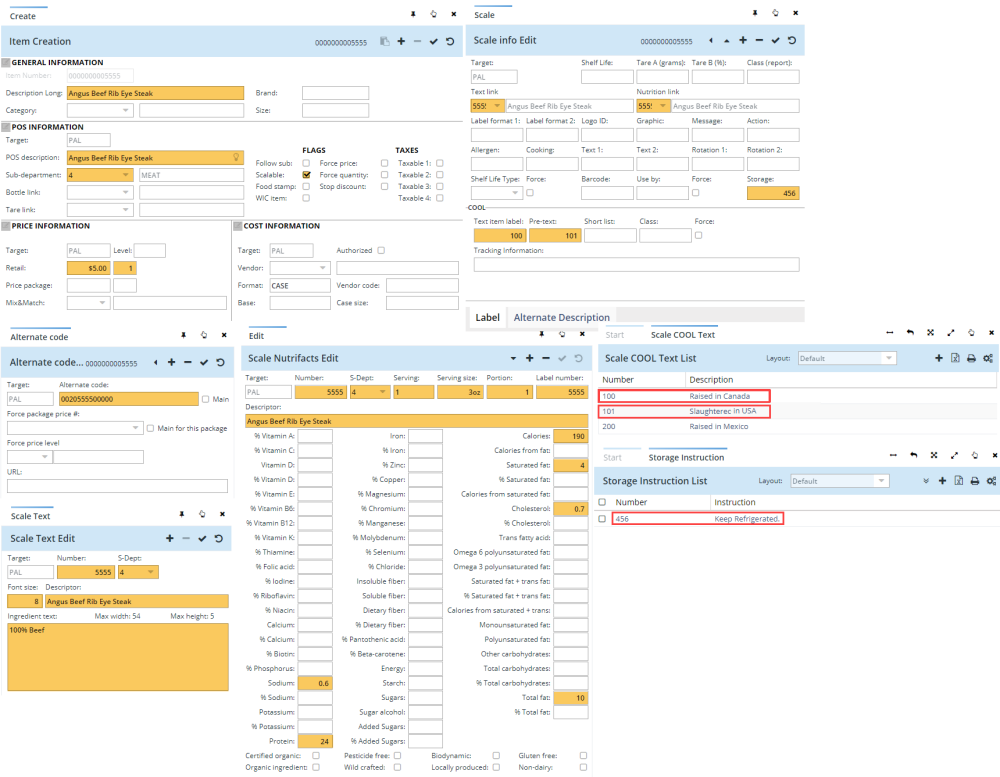 Create
Item Creation
0000000005555
GENERAL INFORMATION
Item Number: 0000000005555
Description Long: Angus Beef Rib Eye Steak
Brand:
Category:
Size:
POS INFORMATION
Target: PAL
POS description: Angus Beef Rib Eye Steak
Sub-department: 4 MEAT
Bottle link:
Tare link:
FLAGS
Follow sub:
Force price:
Scalable:
Force quantity:
Food stamp:
Stop discount:
WIC item:
TAXES
Taxable 1:
Taxable 2:
Taxable 3:
Taxable 4:
PRICE INFORMATION
Target: PAL
Level:
Retail: $5.00 1
Price package:
Mix&Match:
COST INFORMATION
Target: PAL
Authorized
Vendor:
Format: CASE
Vendor code:
Base:
Case size:
Scale
Scale info Edit
0000000005555
Target:
Shelf Life:
Tare A (grams):
Tare B (%):
Class (report):
PAL
Text link
Nutrition link
555! Angus Beef Rib Eye Steak
555! Angus Beef Rib Eye Steak
Label format 1:
Label format 2:
Logo ID:
Graphic:
Message:
Action:
Allergen:
Cooking:
Text 1:
Text 2:
Rotation 1:
Rotation 2:
Shelf Life Type:
Force:
Barcode:
Use by:
Force:
Storage:
456
COOL
Text item label:
Pre-text:
Short list:
Class:
Force:
100
101
Tracking Information:
Label
Alternate Description
Alternate code
Alternate code... 0000000005555
Target:
Alternate code:
PAL
0020555500000
Main
Force package price #:
Main for this package
Force price level
URL:
Scale Text
Scale Text Edit
Target:
Number:
S-Dept:
PAL
5555
4
Font size:
Descriptor:
8
Angus Beef Rib Eye Steak
Ingredient text:
Max width: 54
Max height: 5
100% Beef
Edit
Scale Nutrifacts Edit
Target:
Number:
S-Dept:
Serving:
Serving size:
Portion:
Label number:
PAL
5555
4
1
3oz
1
5555
Descriptor:
Angus Beef Rib Eye Steak
% Vitamin A:
% Vitamin C:
Vitamin D:
% Vitamin D:
% Vitamin E:
% Vitamin B6:
% Vitamin B12:
% Vitamin K:
% Thiamine:
% Folic acid:
% Iodine:
% Riboflavin:
% Niacin:
Calcium:
% Calcium:
% Biotin:
% Phosphorus:
Sodium: 0.6
% Sodium:
Potassium:
% Potassium:
Protein: 24
Iron:
% Iron:
% Zinc:
% Copper:
% Magnesium:
% Chromium:
% Manganese:
% Molybdenum:
% Selenium:
% Chloride:
Insoluble fiber:
Soluble fiber:
Dietary fiber:
% Dietary fiber:
% Pantothenic acid:
% Beta-carotene:
Energy:
Starch:
Sugars:
Sugar alcohol:
Added Sugars:
% Added Sugars:
Calories: 190
Calories from fat:
Saturated fat: 4
% Saturated fat:
Calories from saturated fat:
Cholesterol: 0.7
% Cholesterol:
Trans fatty acid:
Omega 6 polyunsaturated fat:
Omega 3 polyunsaturated fat:
Saturated fat + trans fat:
% Saturated fat + trans fat:
Calories from saturated + trans:
Monounsaturated fat:
Polyunsaturated fat:
Other carbohydrates:
Total carbohydrates:
% Total carbohydrates:
Total fat: 10
% Total fat:
Certified organic:
Pesticide free:
Biodynamic:
Gluten free:
Organic ingredient:
Wild crafted:
Locally produced:
Non-dairy:
Start
Scale COOL Text
Scale COOL Text List
Layout: Default
Number
Description
100 Raised in Canada
101 Slaughterec in USA
200 Raised in Mexico
Start
Storage Instruction
Storage Instruction List
Layout: Default
Number
Instruction
456 Keep Refrigerated.